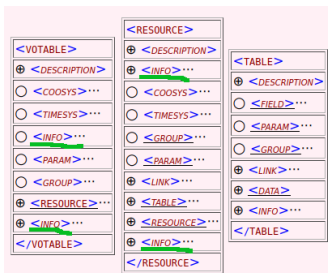 <VOTABLE>
⊕ <DESCRIPTION>
○ <COOSYS>···
○ <TIMESYS>···
○ <INFO>···
○ <PARAM>···
○ <GROUP>···
⊕ <RESOURCE>···
⊕ <INFO>···
</VOTABLE>
<RESOURCE>
⊕ <DESCRIPTION>
⊕ <INFO>···
○ <COOSYS>···
○ <TIMESYS>···
○ <GROUP>···
○ <PARAM>···
⊕ <LINK>···
⊕ <TABLE>···
⊕ <RESOURCE>···
⊕ <INFO>···
</RESOURCE>
<TABLE>
⊕ <DESCRIPTION>
○ <FIELD>···
○ <PARAM>···
○ <GROUP>···
⊕ <LINK>···
⊕ <DATA>
⊕ <INFO>···
</TABLE>